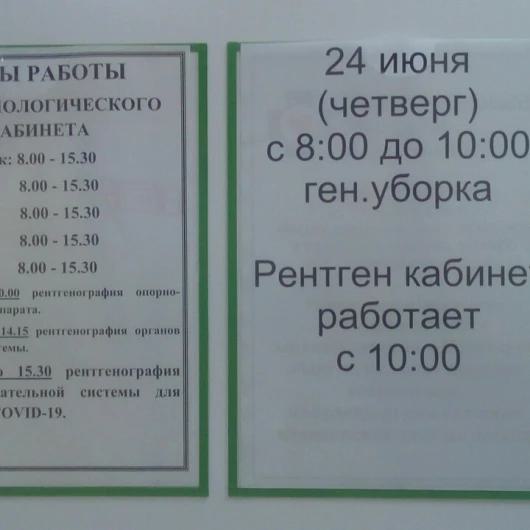 Ы РАБОТЫ
ОЛОГИЧЕСКОГО
АБИНЕТА
к: 8.00 - 15.30
8.00 - 15.30
8.00 - 15.30
8.00 - 15.30
8.00 - 15.30
0.00 рентгенография опорно-
парата.
14.15 рентгенография органов
темы.
о 15.30 рентгенография
ательной системы для
OVID-19.
24 июня
(четверг)
с 8:00 до 10:00
ген.уборка
Рентген кабинет
работает
с 10:00